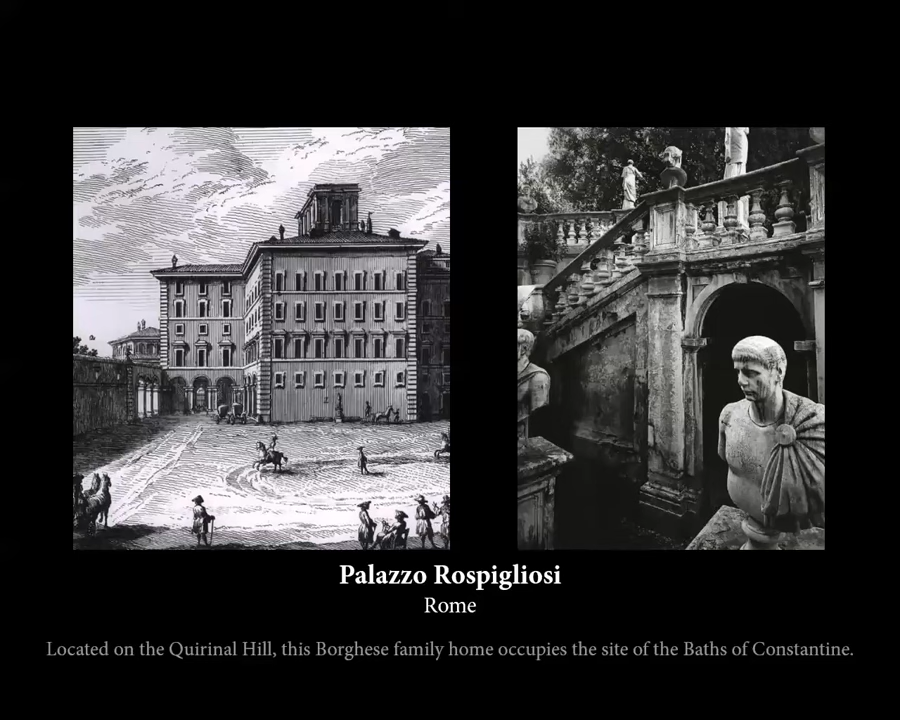 Palazzo Rospigliosi
Rome
Located on the Quirinal Hill, this Borghese family home occupies the site of the Baths of Constantine.